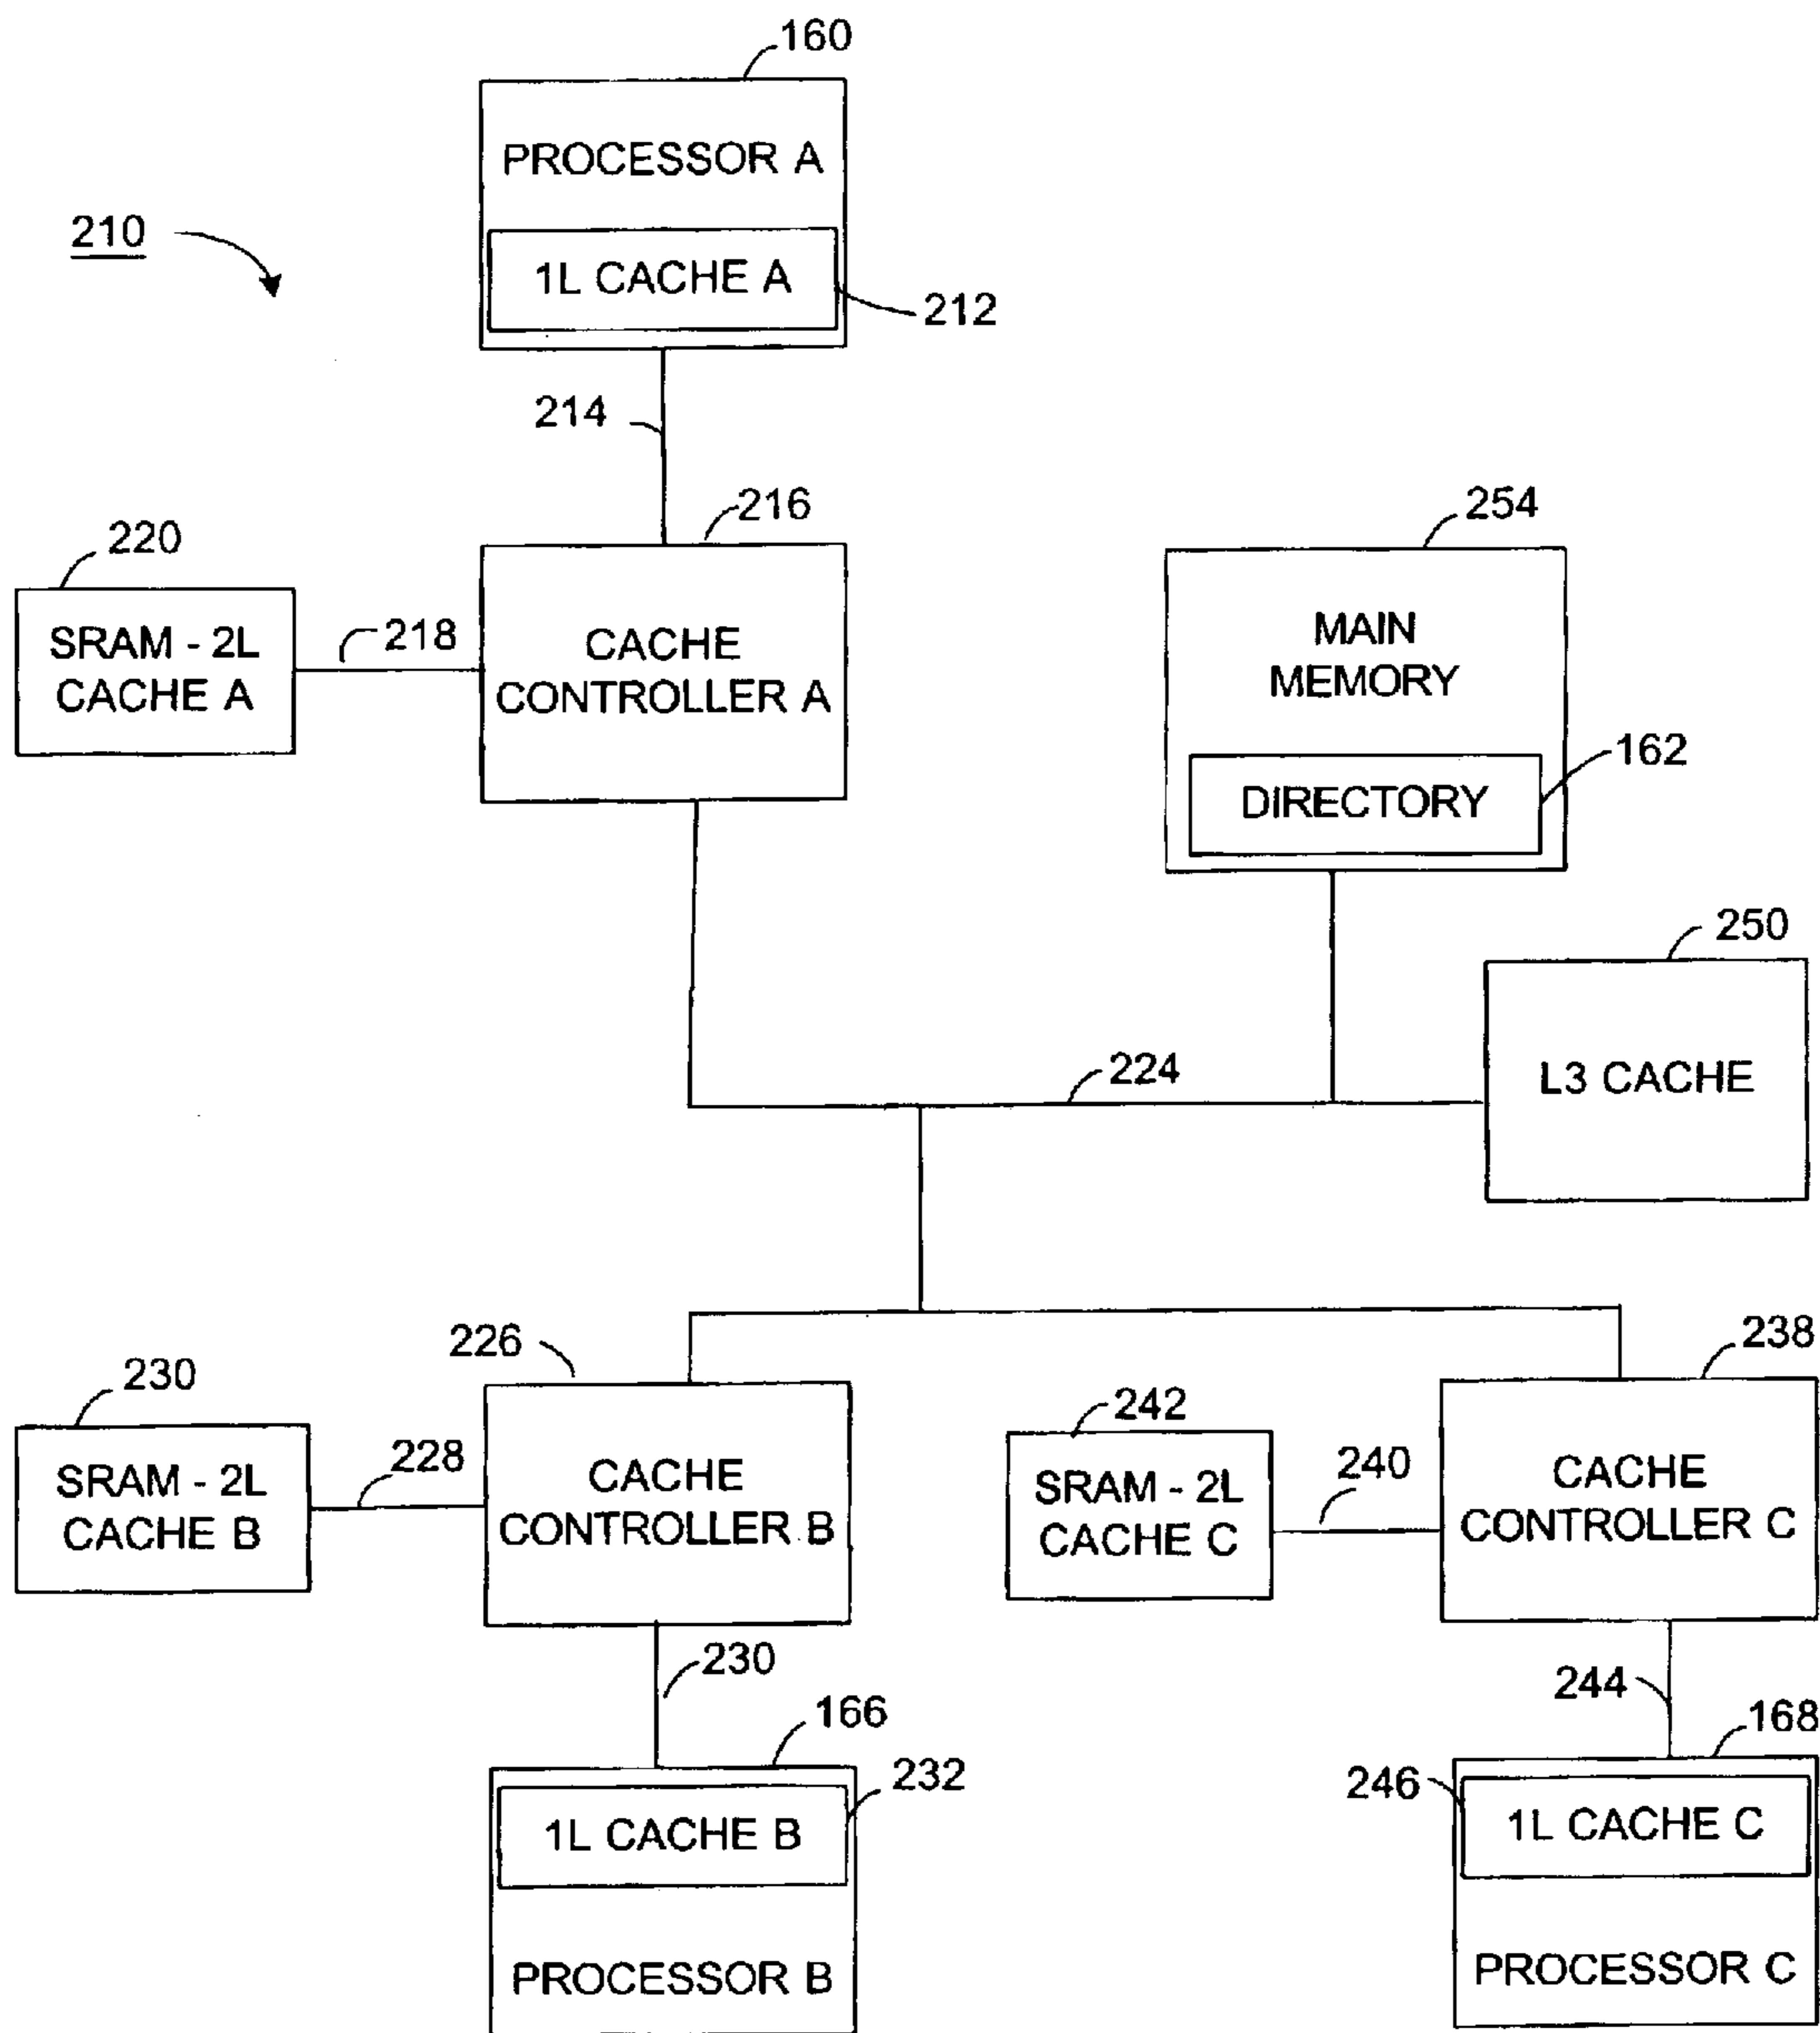 160
PROCESSOR A
210
1L CACHE A
212
214
216
254
220
SRAM - 2L
CACHE A
218
CACHE
CONTROLLER A
MAIN
MEMORY
162
DIRECTORY
250
224
L3 CACHE
226
238
230
242
SRAM - 2L
CACHE B
228
CACHE
CONTROLLER B
SRAM - 2L
CACHE C
240
CACHE
CONTROLLER C
230
244
166
168
232
246
1L CACHE B
1L CACHE C
PROCESSOR B
PROCESSOR C